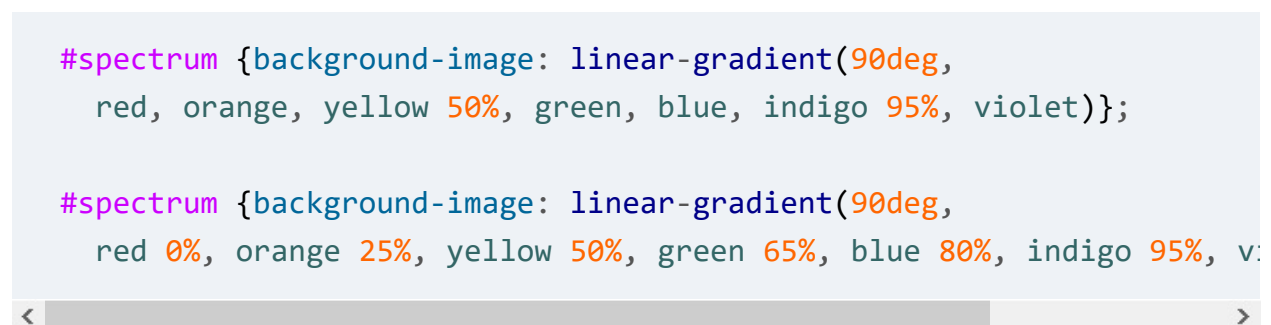 #spectrum {background-image: linear-gradient(90deg,
red, orange, yellow 50%, green, blue, indigo 95%, violet)};
#spectrum {background-image: linear-gradient(90deg,
red 0%, orange 25%, yellow 50%, green 65%, blue 80%, indigo 95%,